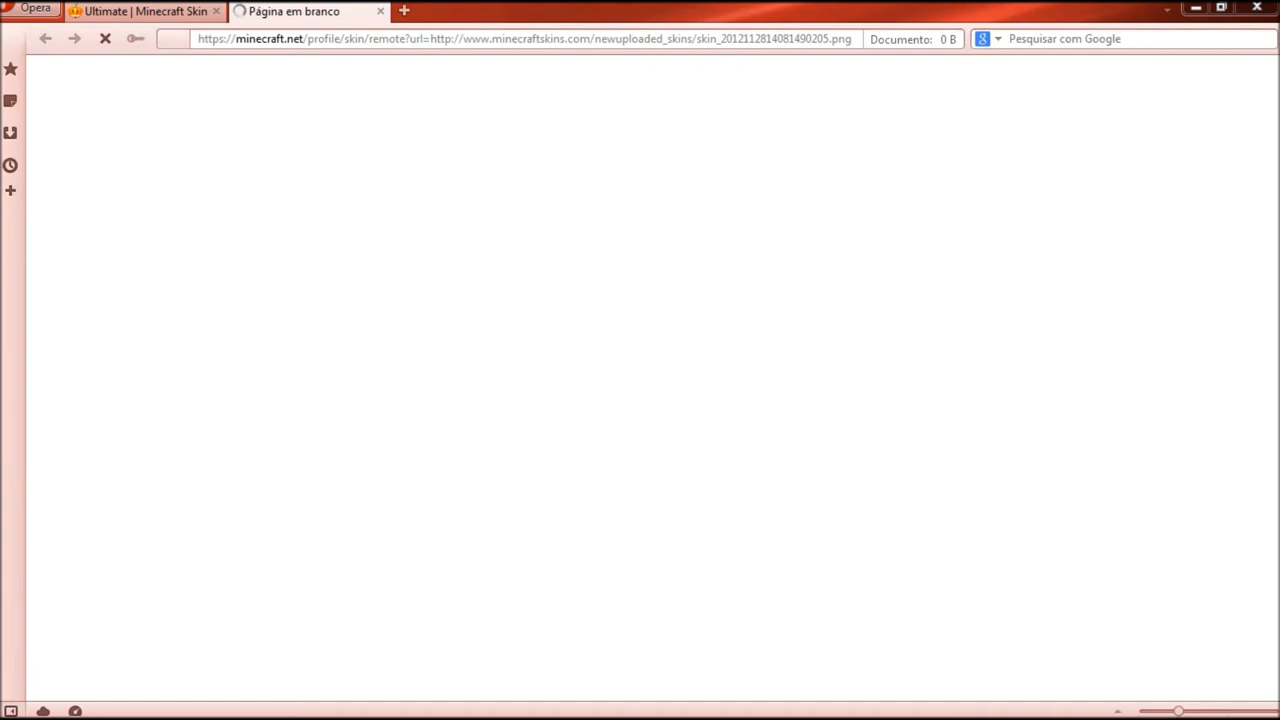 Opera
Ultimate | Minecraft Skin
Página em branco
https://minecraft.net/profile/skin/remote?url=http://www.minecraftskins.com/newuploaded_skins/skin_2012112814081490205.png
Documento: 0 B
Pesquisar com Google